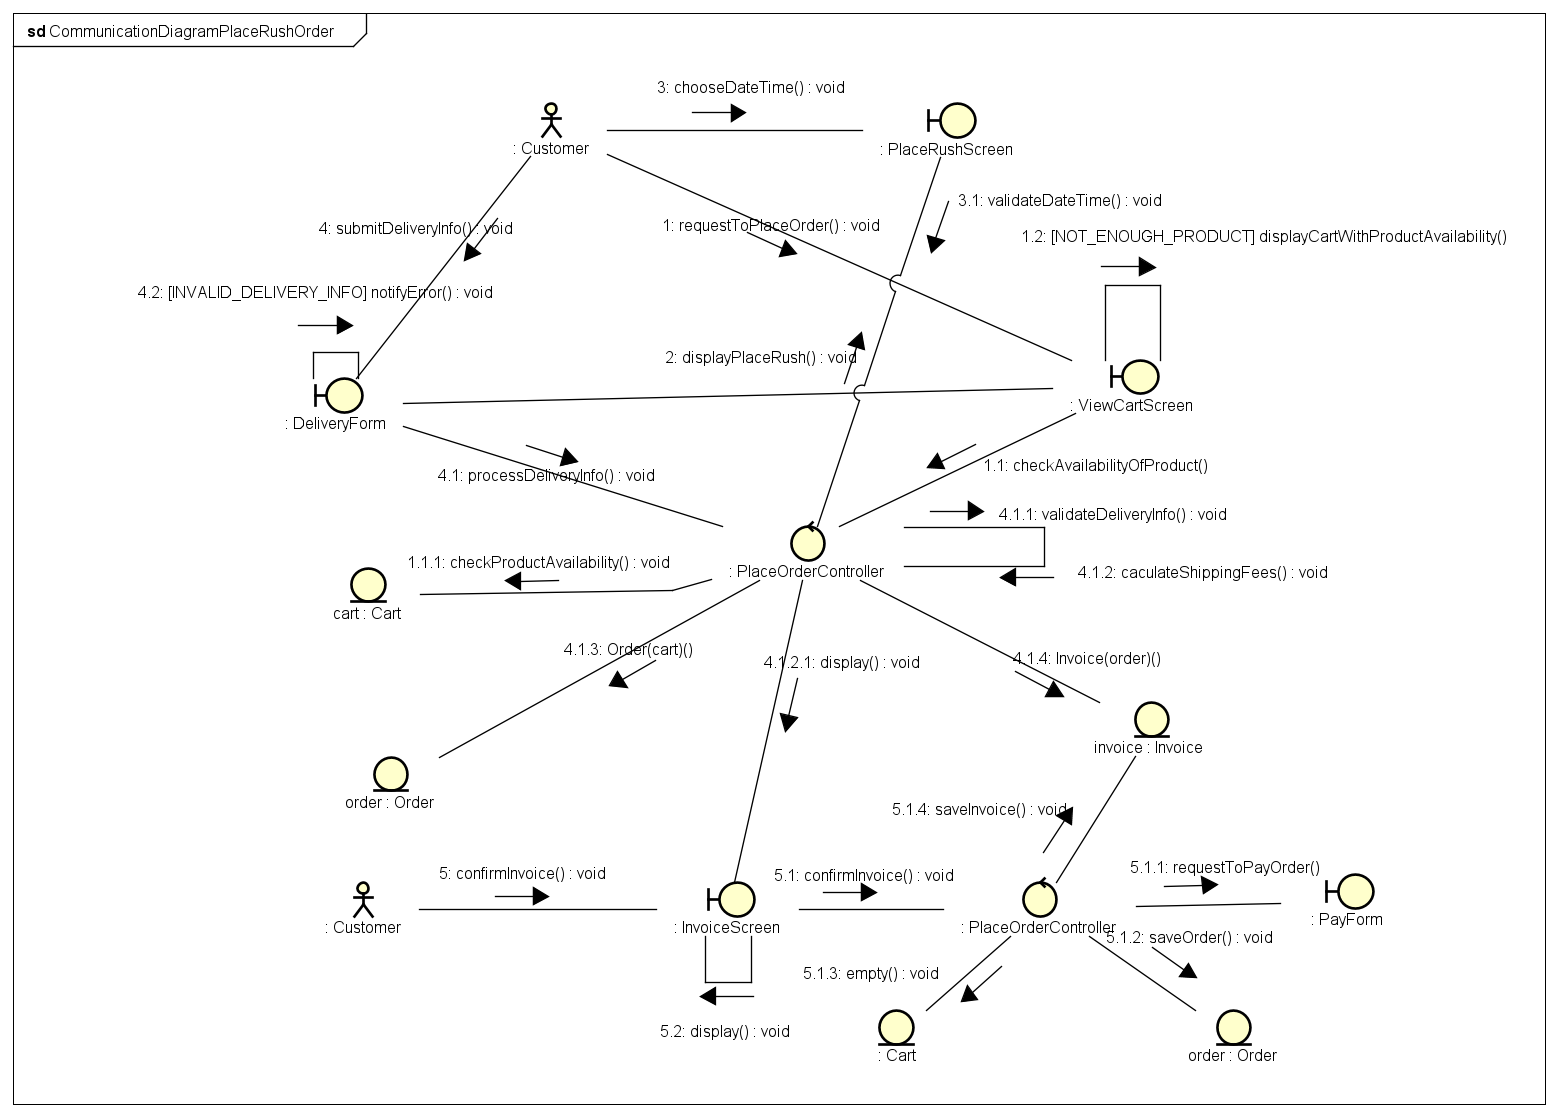 sd CommunicationDiagramPlaceRushOrder
3: chooseDateTime() : void
: Customer
: PlaceRushScreen
3.1: validateDateTime() : void
4: submitDeliveryInfo() : void
1: requestToPlaceOrder() : void
1.2: [NOT_ENOUGH_PRODUCT] displayCartWithProductAvailability()
4.2: [INVALID_DELIVERY_INFO] notifyError() : void
2: displayPlaceRush() : void
: DeliveryForm
: ViewCartScreen
4.1: processDeliveryInfo() : void
1.1: checkAvailabilityOfProduct()
4.1.1: validateDeliveryInfo() : void
1.1.1: checkProductAvailability() : void
: PlaceOrderController
4.1.2: caculateShippingFees() : void
cart : Cart
4.1.3: Order(cart)()
4.1.2.1: display() : void
4.1.4: Invoice(order)()
invoice : Invoice
order : Order
5.1.4: saveInvoice() : void
5: confirmInvoice() : void
5.1: confirmInvoice() : void
5.1.1: requestToPayOrder()
: Customer
: InvoiceScreen
: PlaceOrderController
: PayForm
5.1.2: saveOrder() : void
5.1.3: empty() : void
5.2: display() : void
: Cart
order : Order